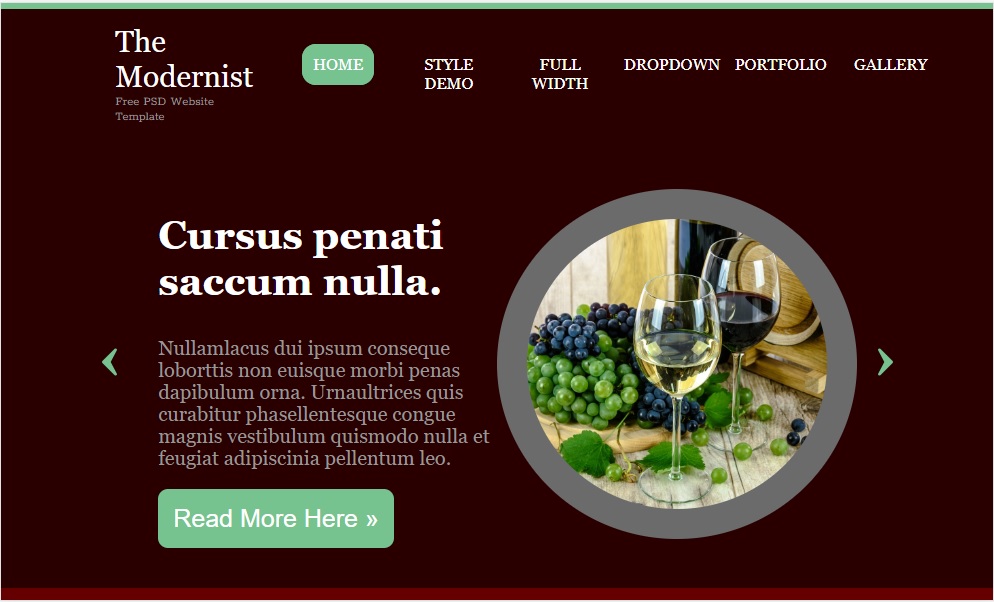 The
Modernist
Free PSD Website
Template
HOME
STYLE
DEMO
FULL
WIDTH
DROPDOWN
PORTFOLIO
GALLERY
Cursus penati
saccum nulla.
Nullamlacus dui ipsum conseque
loborttis non euisque morbi penas
dapibulum orna. Urnaultrices quis
curabitur phasellentesque congue
magnis vestibulum quismodo nulla et
feugiat adipiscinia pellentum leo.
Read More Here »